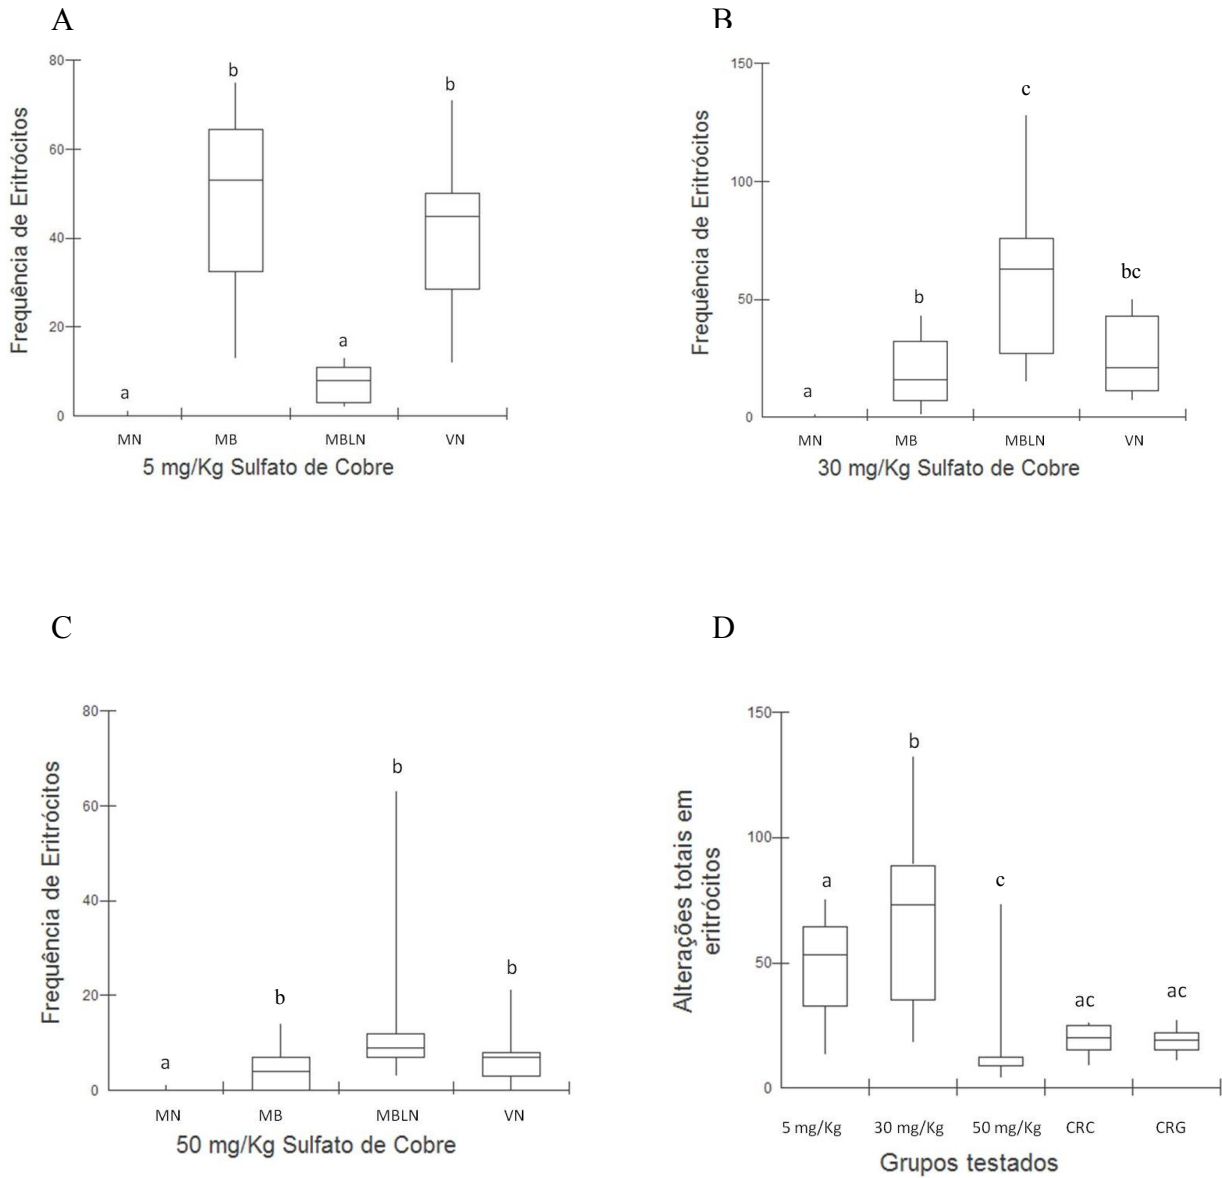 A
Frequência de Eritrócitos
80
60
40
20
0
a
b
a
b
MN MB MBLN VN
5 mg/Kg Sulfato de Cobre
B
Frequência de Eritrócitos
150
100
50
0
a
b
c
bc
MN MB MBLN VN
30 mg/Kg Sulfato de Cobre
C
Frequência de Eritrócitos
80
60
40
20
0
a
b
b
b
MN MB MBLN VN
50 mg/Kg Sulfato de Cobre
D
Alterações totais em
eritrócitos
150
100
50
0
a
b
c
ac
ac
5 mg/Kg 30 mg/Kg 50 mg/Kg CRC CRG
Grupos testados